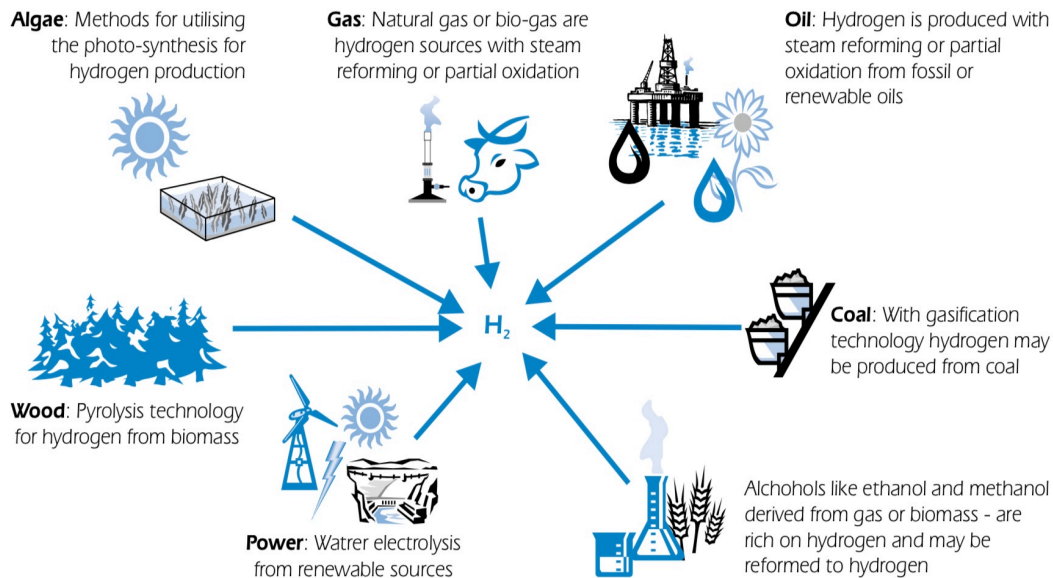 Algae: Methods for utilising
the photo-synthesis for
hydrogen production
Gas: Natural gas or bio-gas are
hydrogen sources with steam
reforming or partial oxidation
Oil: Hydrogen is produced with
steam reforming or partial
oxidation from fossil or
renewable oils
H₂
Coal: With gasification
technology hydrogen may
be produced from coal
Wood: Pyrolysis technology
for hydrogen from biomass
Power: Watrer electrolysis
from renewable sources
Alchohols like ethanol and methanol
derived from gas or biomass - are
rich on hydrogen and may be
reformed to hydrogen